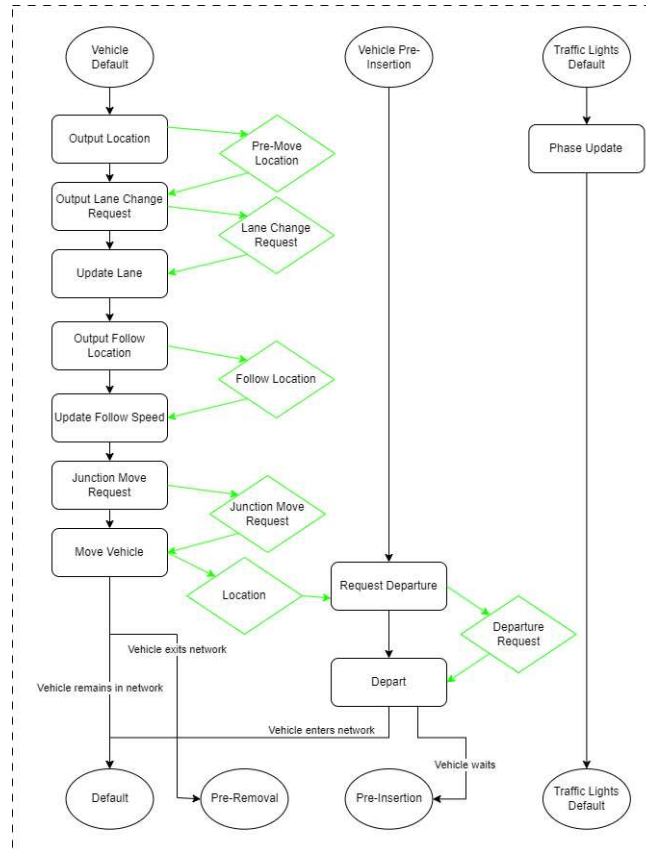 Vehicle
Default
Vehicle Pre-
Insertion
Traffic Lights
Default
Output Location
Pre-Move
Location
Phase Update
Output Lane Change
Request
Lane Change
Request
Update Lane
Output Follow
Location
Follow Location
Update Follow Speed
Junction Move
Request
Junction Move
Request
Move Vehicle
Location
Request Departure
Departure
Request
Vehicle exits network
Depart
Vehicle remains in network
Vehicle enters network
Vehicle waits
Default
Pre-Removal
Pre-Insertion
Traffic Lights
Default